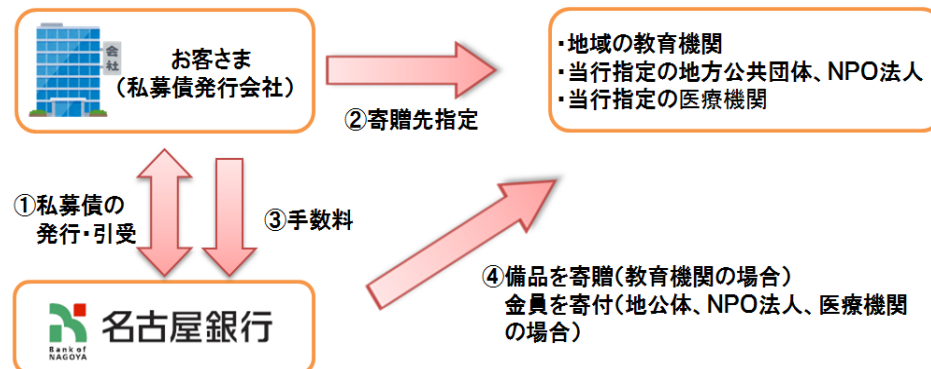 会社
お客さま
（私募債発行会社）
②寄贈先指定
・地域の教育機関
・当行指定の地方公共団体、NPO法人
・当行指定の医療機関
①私募債の
発行・引受
③手数料
④備品を寄贈（教育機関の場合）
金員を寄付（地公体、NPO法人、医療機関
の場合）
Bank of
NAGOYA
名古屋銀行